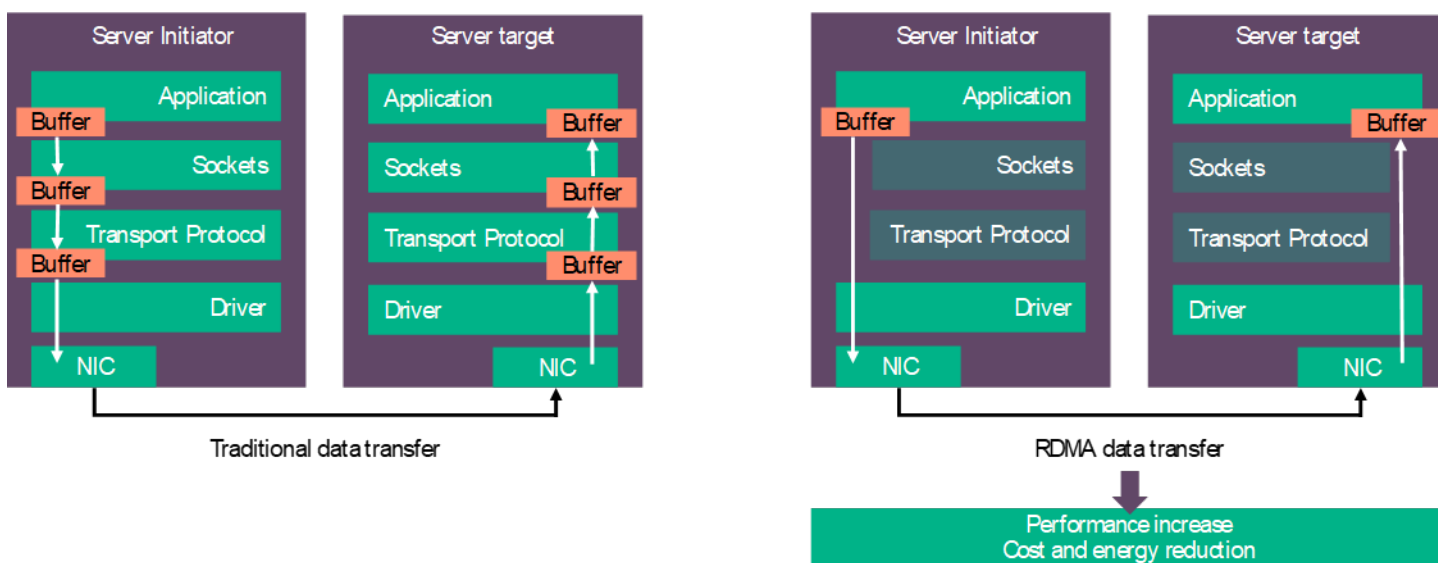 Server Initiator
Application
Buffer
Sockets
Buffer
Transport Protocol
Buffer
Driver
NIC
Server target
Application
Buffer
Sockets
Buffer
Transport Protocol
Buffer
Driver
NIC
Traditional data transfer
Server Initiator
Application
Buffer
Sockets
Transport Protocol
Driver
NIC
Server target
Application
Buffer
Sockets
Transport Protocol
Driver
NIC
RDMA data transfer
Performance increase
Cost and energy reduction